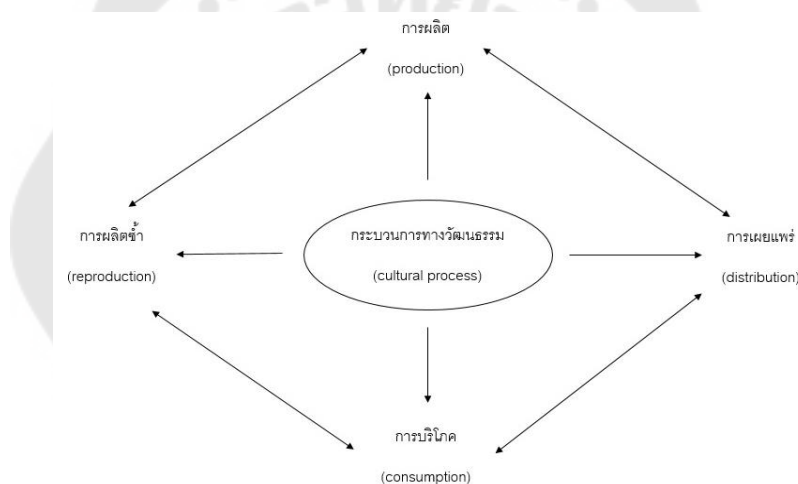 การผลิต
(production)
การผลิตซ้ำ
(reproduction)
กระบวนการทางวัฒนธรรม
(cultural process)
การเผยแพร่
(distribution)
การบริโภค
(consumption)